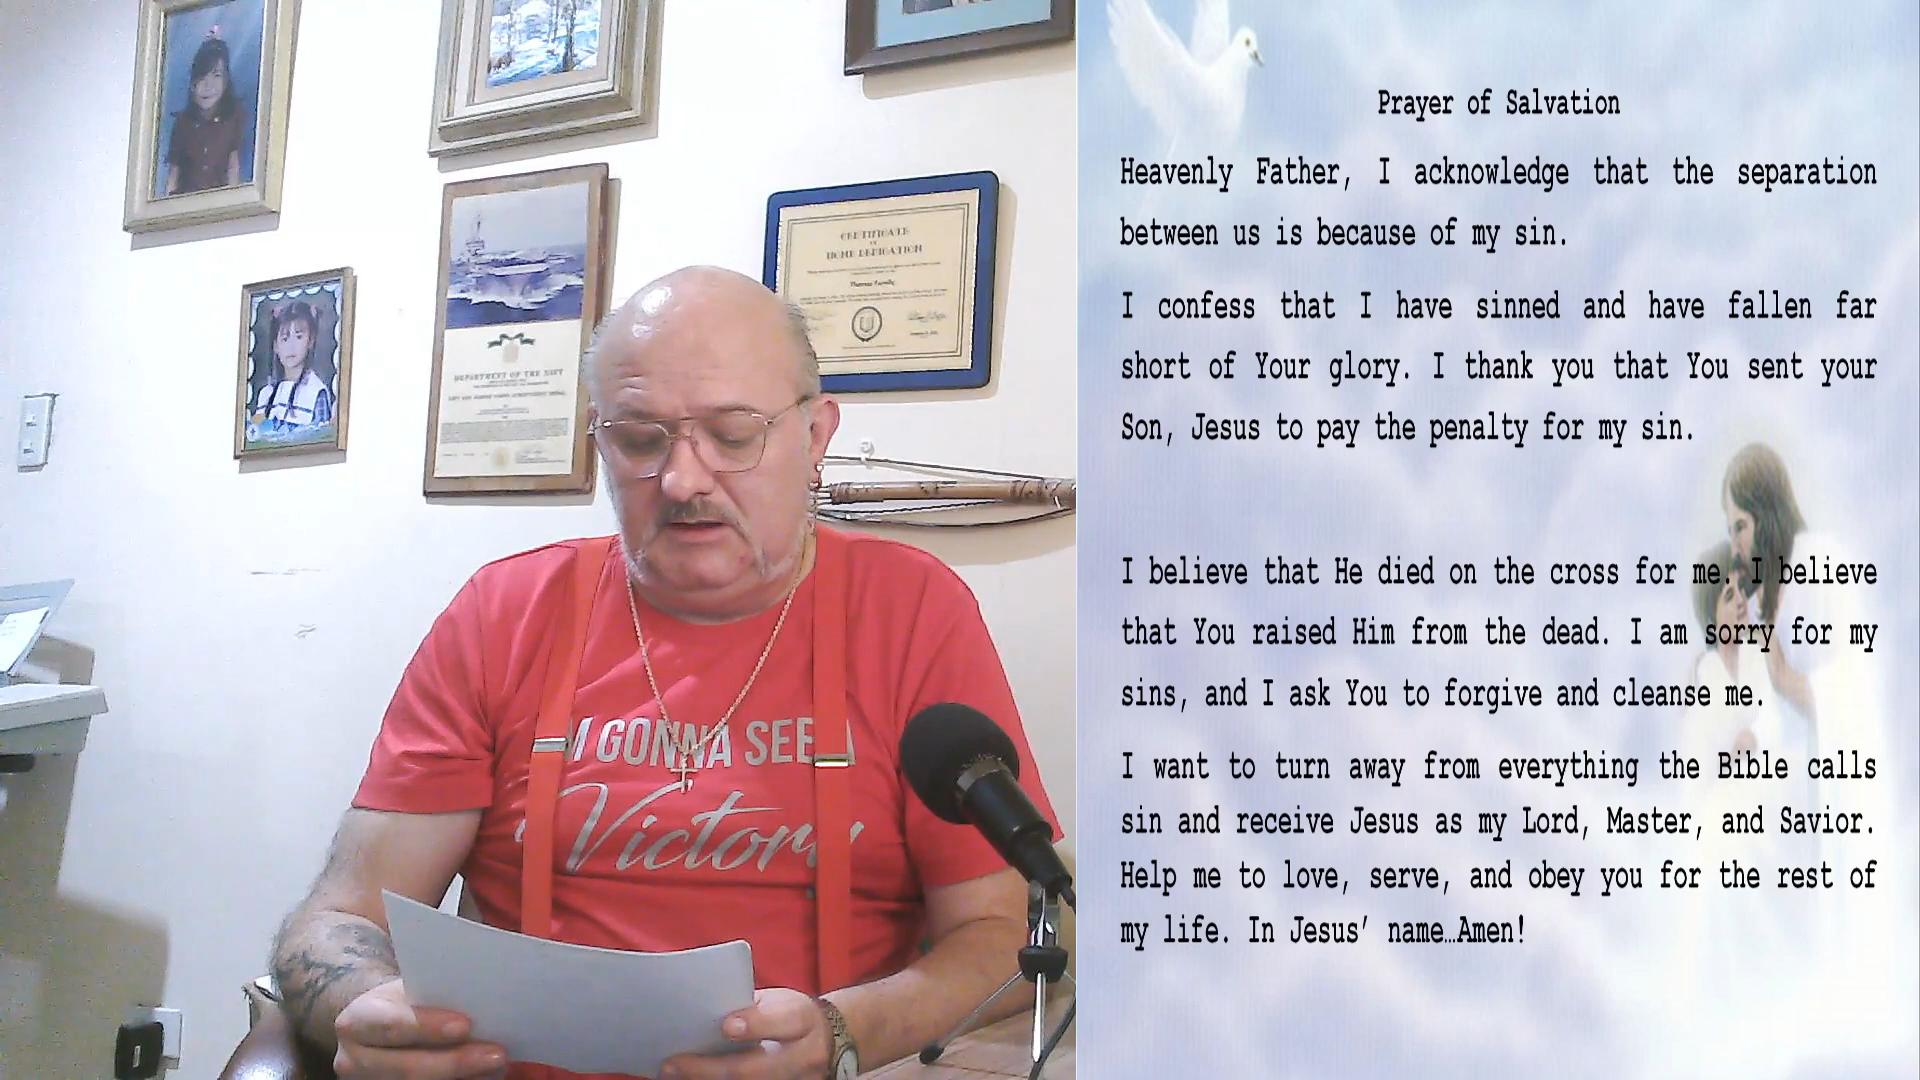 CERTIFICATE
OF
HOME DEDICATION
DEPARTMENT OF THE NAVY
GONNA SEE
Victory
Prayer of Salvation
Heavenly Father, I acknowledge that the separation
between us is because of my sin.
I confess that I have sinned and have fallen far
short of Your glory. I thank you that You sent your
Son, Jesus to pay the penalty for my sin.
I believe that He died on the cross for me. I believe
that You raised Him from the dead. I am sorry for my
sins, and I ask You to forgive and cleanse me.
I want to turn away from everything the Bible calls
sin and receive Jesus as my Lord, Master, and Savior.
Help me to love, serve, and obey you for the rest of
my life. In Jesus’ name…Amen!